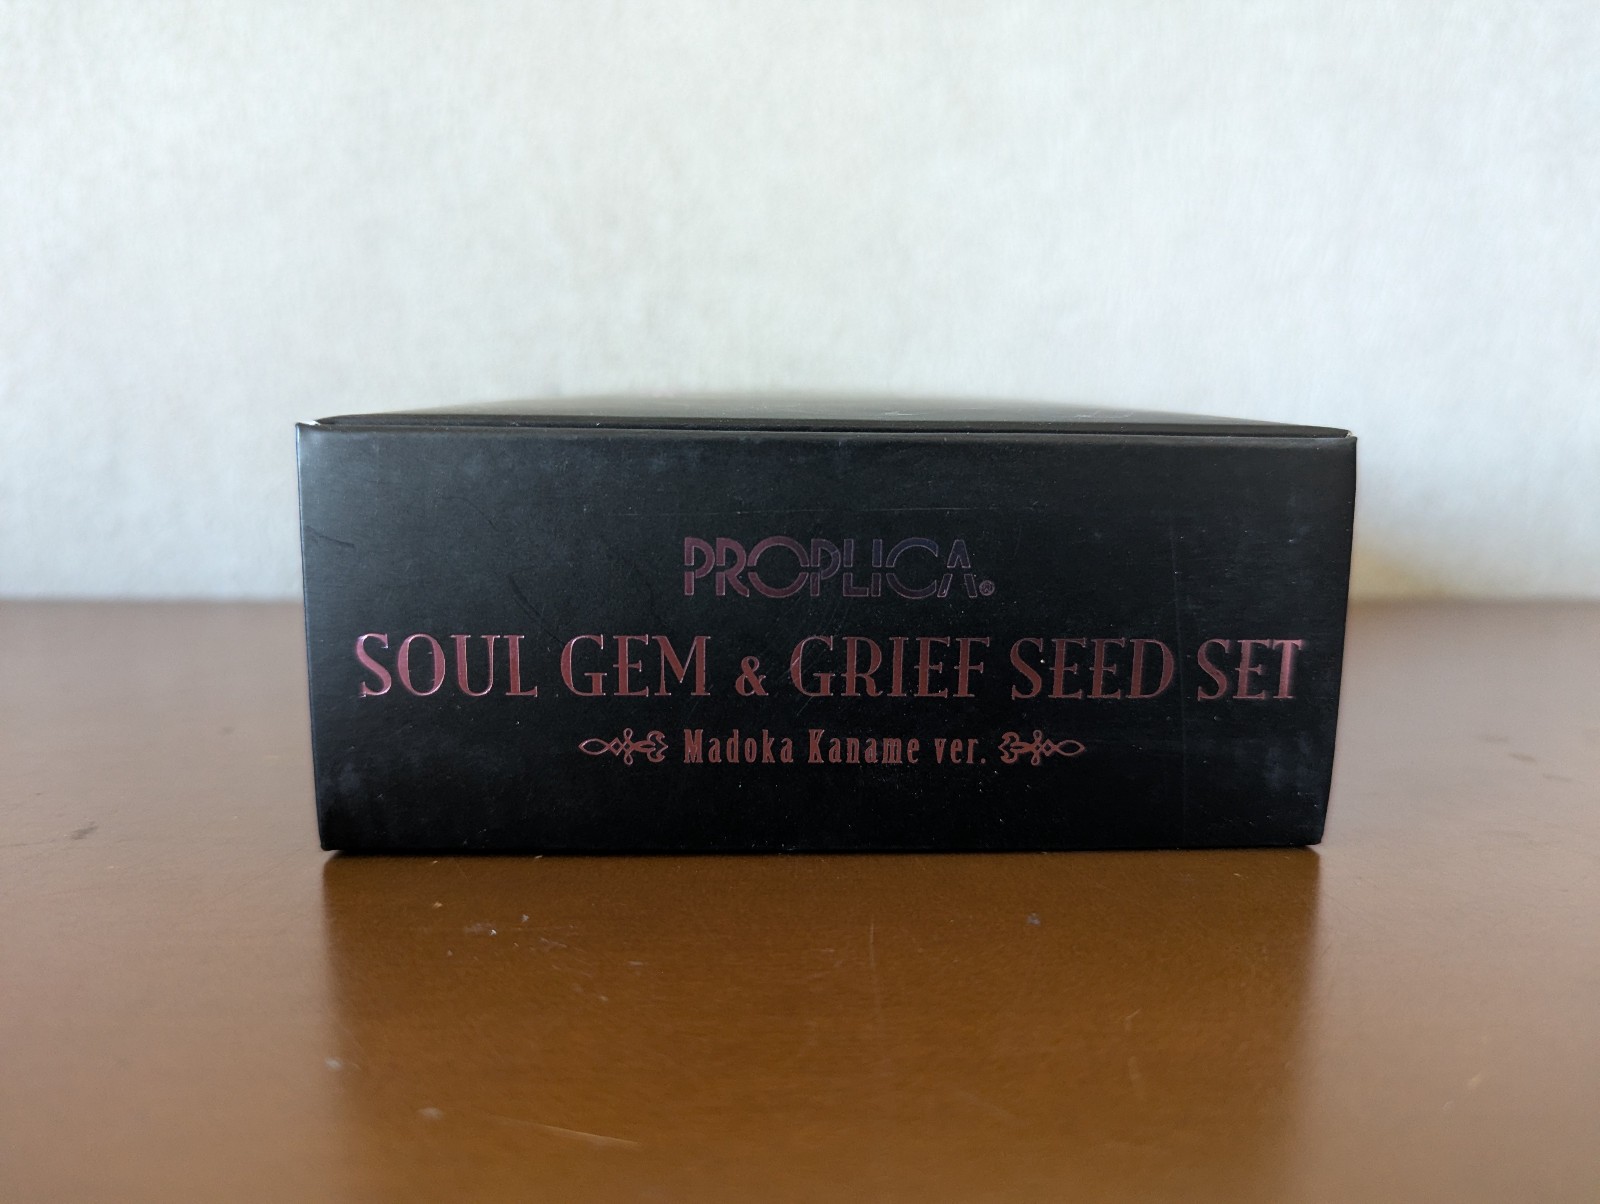 PROPLICA®
SOUL GEM & GRIEF SEED SET
Madoka Kaname ver.